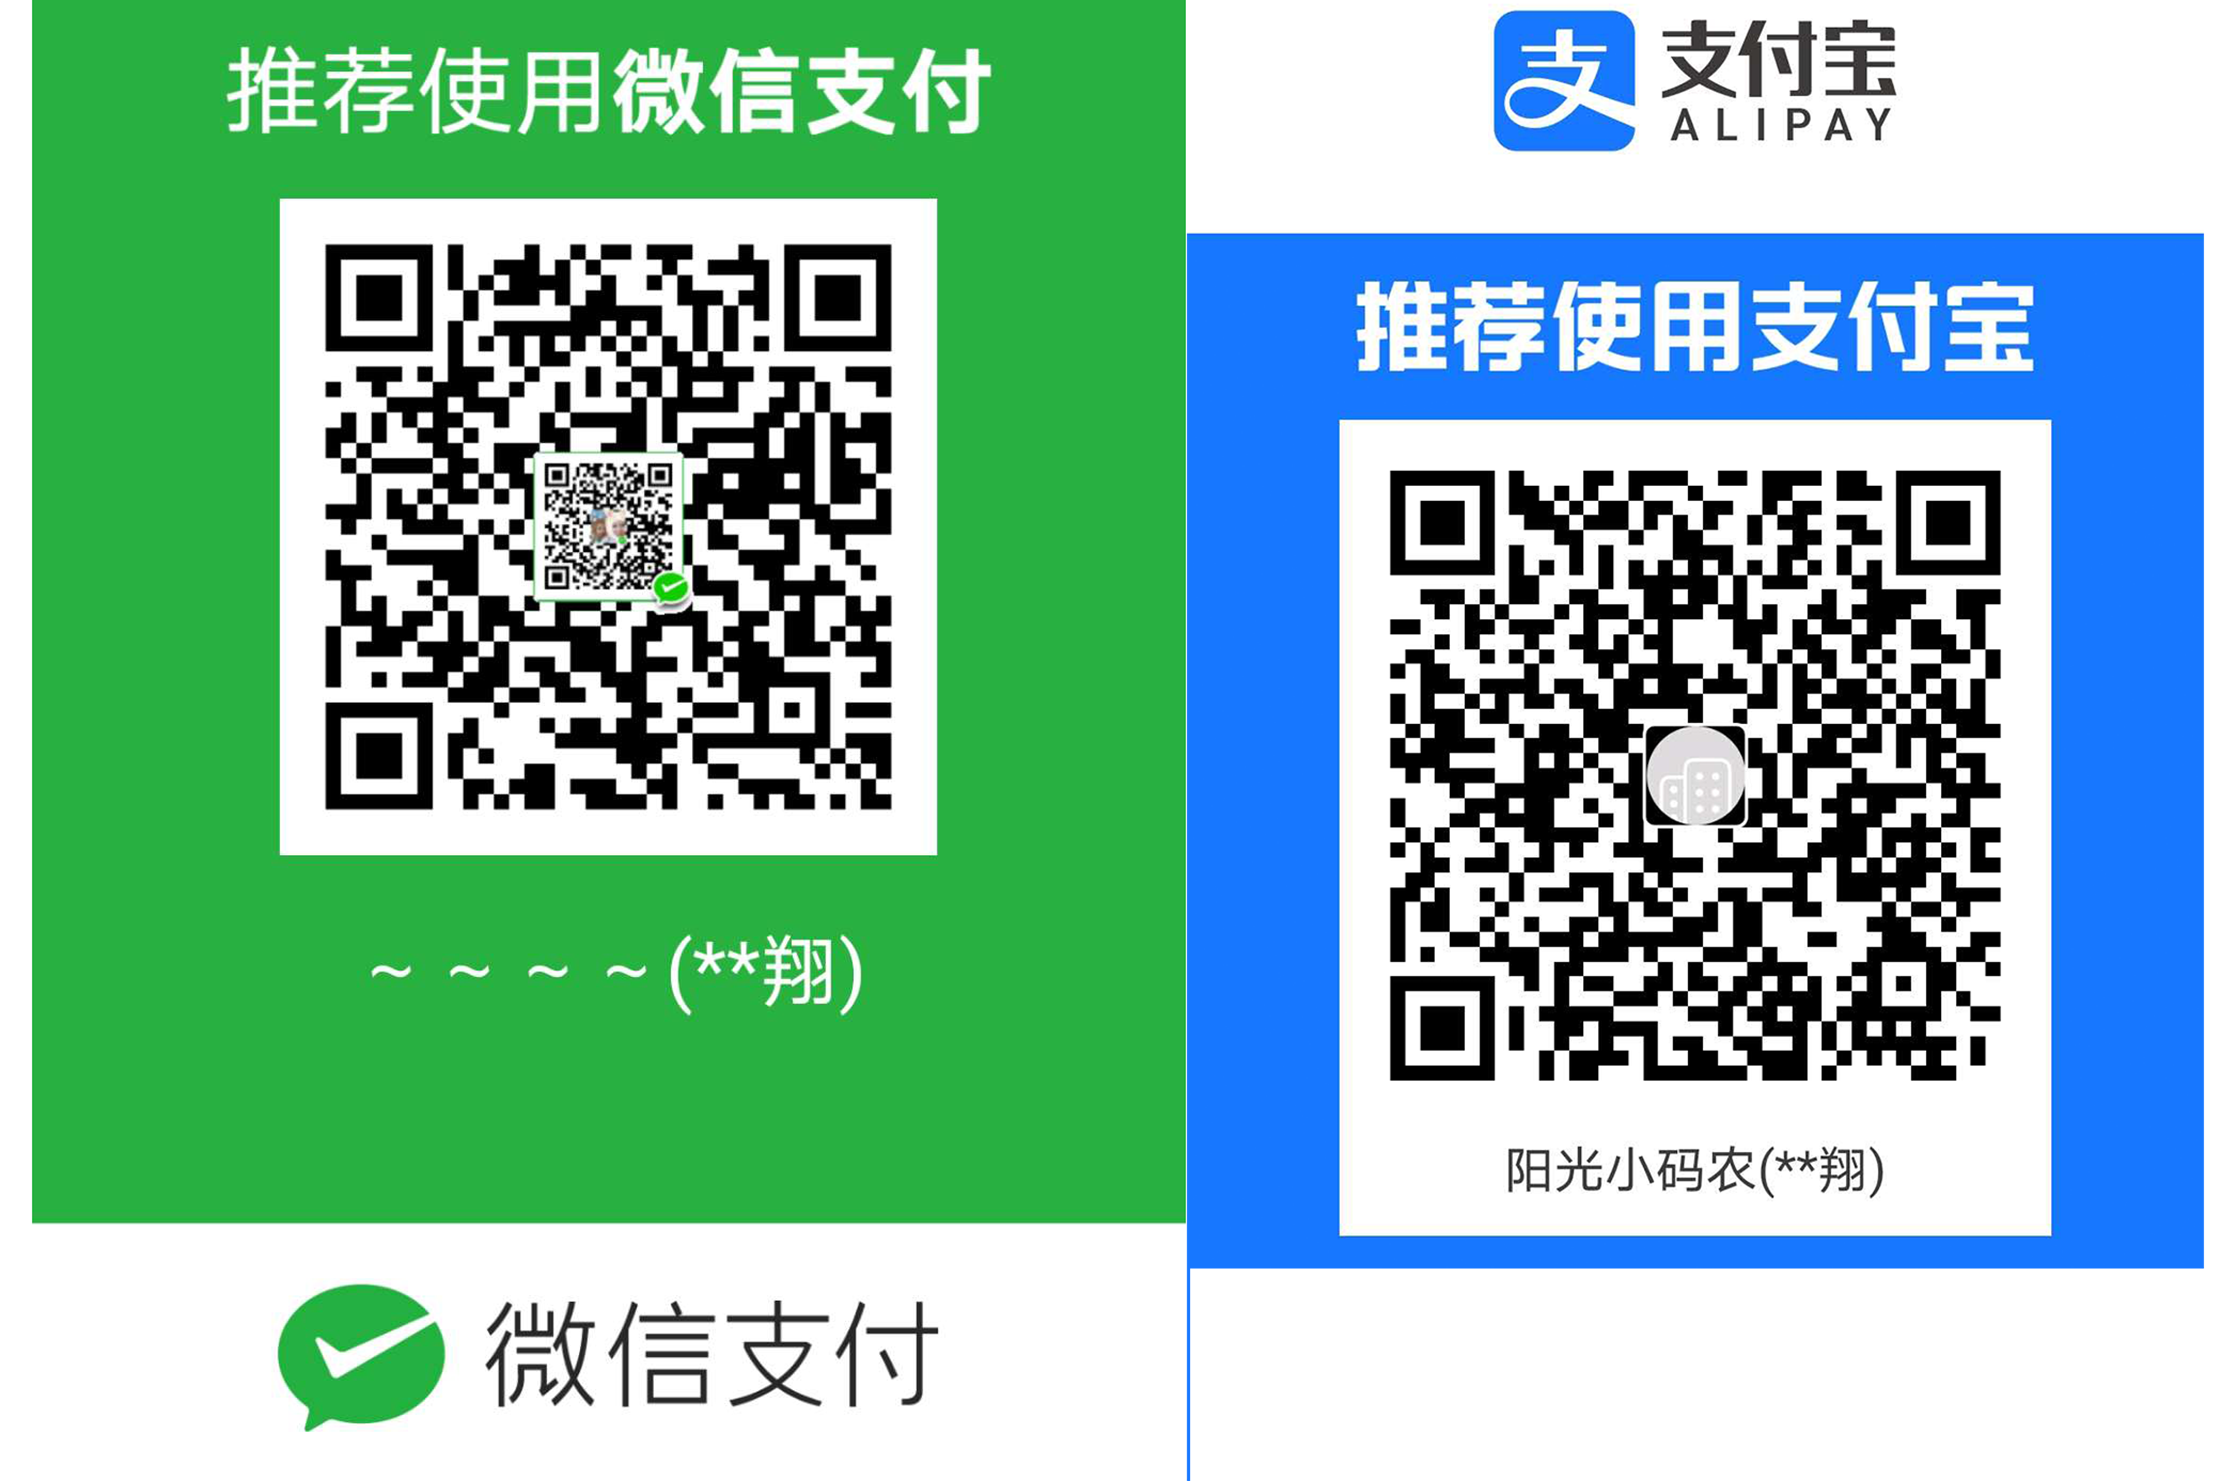 推荐使用微信支付
～～～～(**翔)
微信支付
支付宝
ALIPAY
推荐使用支付宝
阳光小码农(**翔)